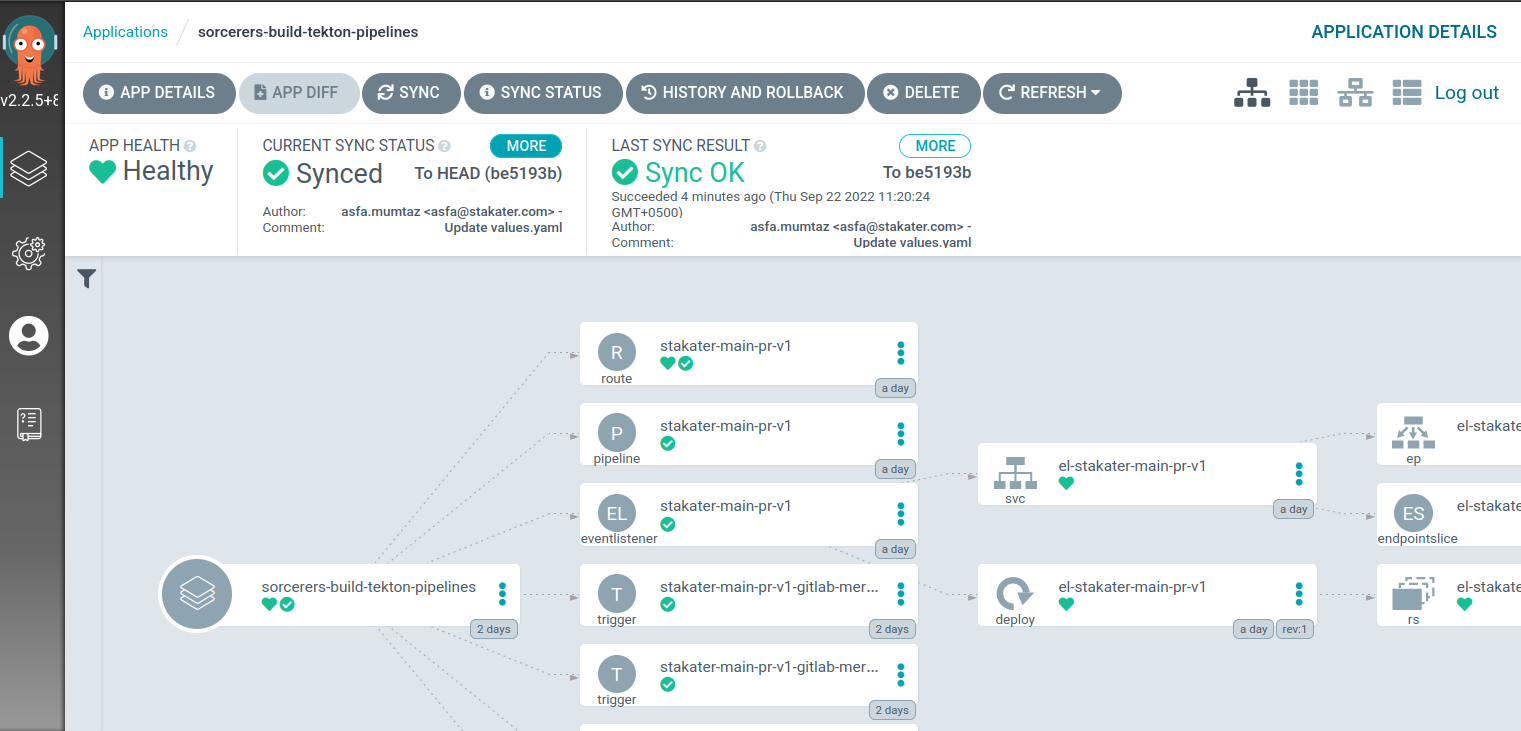 Applications / sorcerers-build-tekton-pipelines
APPLICATION DETAILS
v2.2.5+8
APP DETAILS
APP DIFF
SYNC
SYNC STATUS
HISTORY AND ROLLBACK
DELETE
REFRESH
Log out
APP HEALTH
Healthy
CURRENT SYNC STATUS
MORE
Synced
To HEAD (be5193b)
Author: asfa.mumtaz <asfa@stakater.com> -
Comment: Update values.yaml
LAST SYNC RESULT
MORE
Sync OK
To be5193b
Succeeded 4 minutes ago (Thu Sep 22 2022 11:20:24
GMT+0500)
Author: asfa.mumtaz <asfa@stakater.com> -
Comment: Update values.yaml
sorcerers-build-tekton-pipelines
2 days
R
route
stakater-main-pr-v1
a day
P
pipeline
stakater-main-pr-v1
a day
EL
eventlistener
stakater-main-pr-v1
a day
T
trigger
stakater-main-pr-v1-gitlab-mer...
2 days
T
trigger
stakater-main-pr-v1-gitlab-mer...
2 days
svc
el-stakater-main-pr-v1
a day
deploy
el-stakater-main-pr-v1
a day
rev:1
ep
el-stakate
ES
endpointslice
el-stakate
rs
el-stakate